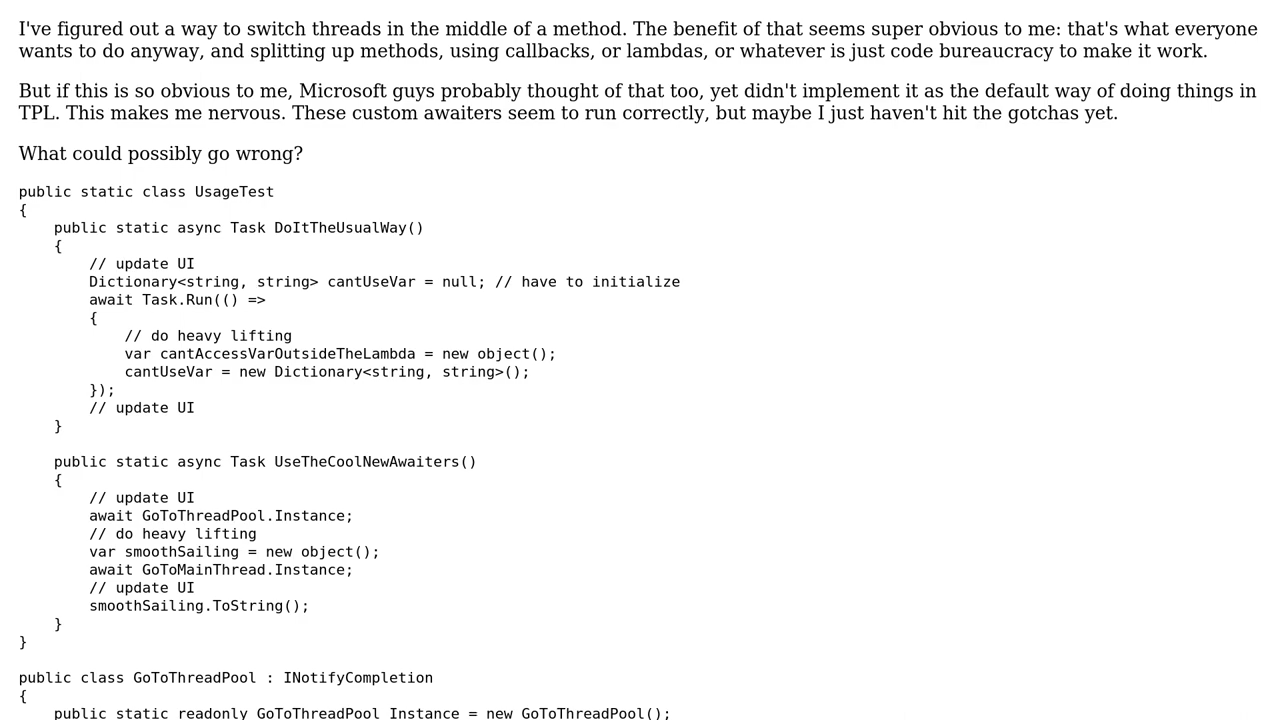 I've figured out a way to switch threads in the middle of a method. The benefit of that seems super obvious to me: that's what everyone
wants to do anyway, and splitting up methods, using callbacks, or lambdas, or whatever is just code bureaucracy to make it work.
But if this is so obvious to me, Microsoft guys probably thought of that too, yet didn't implement it as the default way of doing things in
TPL. This makes me nervous. These custom awaiters seem to run correctly, but maybe I just haven't hit the gotchas yet.
What could possibly go wrong?
public static class UsageTest
{
    public static async Task DoItTheUsualWay()
    {
        // update UI
        Dictionary<string, string> cantUseVar = null; // have to initialize
        await Task.Run(() =>
        {
            // do heavy lifting
            var cantAccessVarOutsideTheLambda = new object();
            cantUseVar = new Dictionary<string, string>();
        });
        // update UI
    }
    public static async Task UseTheCoolNewAwaiters()
    {
        // update UI
        await GoToThreadPool.Instance;
        // do heavy lifting
        var smoothSailing = new object();
        await GoToMainThread.Instance;
        // update UI
        smoothSailing.ToString();
    }
}
public class GoToThreadPool : INotifyCompletion
{
    public static readonly GoToThreadPool Instance = new GoToThreadPool();